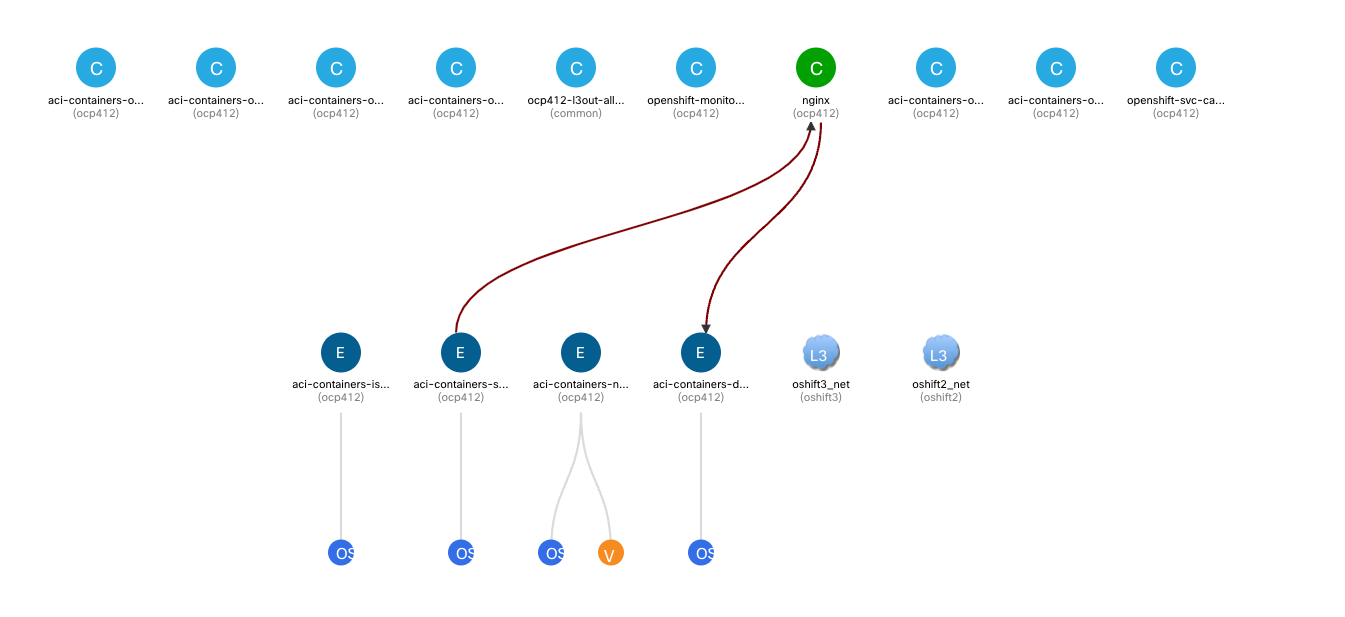 C C C C C C C C C C
aci-containers-o... aci-containers-o... aci-containers-o... aci-containers-o... ocp412-l3out-all... openshift-monito... nginx aci-containers-o... aci-containers-o... openshift-svc-ca...
(ocp412) (ocp412) (ocp412) (ocp412) (common) (ocp412) (ocp412) (ocp412) (ocp412) (ocp412)
E E E E L3 L3
aci-containers-is... aci-containers-s... aci-containers-n... aci-containers-d... oshift3_net oshift2_net
(ocp412) (ocp412) (ocp412) (ocp412) (oshift3) (oshift2)
OS OS OS V OS